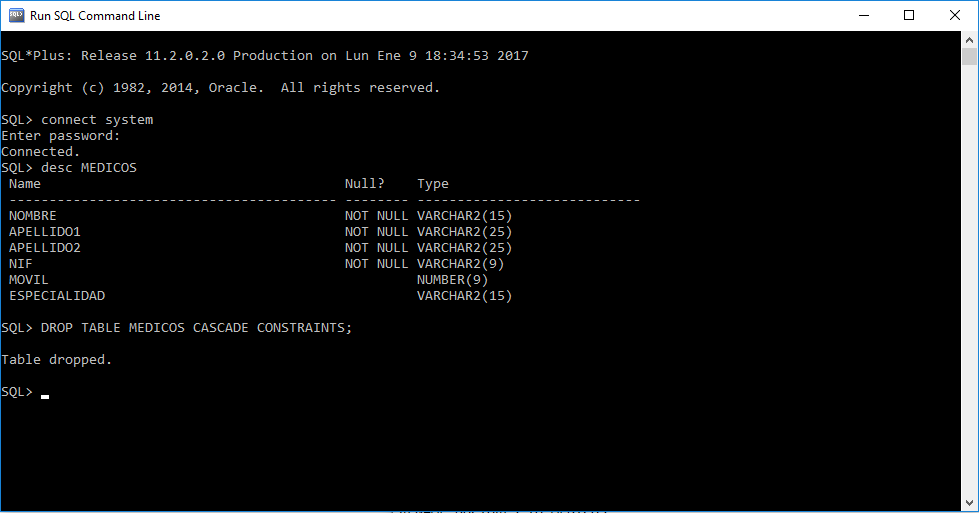 Run SQL Command Line
SQL*Plus: Release 11.2.0.2.0 Production on Lun Ene 9 18:34:53 2017
Copyright (c) 1982, 2014, Oracle.  All rights reserved.
SQL> connect system
Enter password:
Connected.
SQL> desc MEDICOS
 Name                                      Null?    Type
 ----------------------------------------- -------- ----------------------------
 NOMBRE                                    NOT NULL VARCHAR2(15)
 APELLIDO1                                 NOT NULL VARCHAR2(25)
 APELLIDO2                                 NOT NULL VARCHAR2(25)
 NIF                                       NOT NULL VARCHAR2(9)
 MOVIL                                              NUMBER(9)
 ESPECIALIDAD                                       VARCHAR2(15)
SQL> DROP TABLE MEDICOS CASCADE CONSTRAINTS;
Table dropped.
SQL>